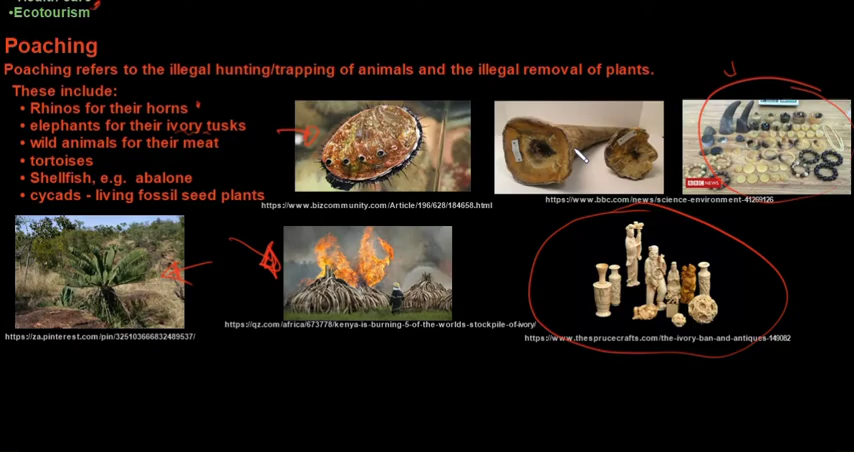 •Ecotourism
Poaching
Poaching refers to the illegal hunting/trapping of animals and the illegal removal of plants.
These include:
• Rhinos for their horns
• elephants for their ivory tusks
• wild animals for their meat
• tortoises
• Shellfish, e.g. abalone
• cycads - living fossil seed plants
https://www.bizcommunity.com/Article/196/628/184658.html
https://www.bbc.com/news/science-environment-41269126
BBC NEWS
https://za.pinterest.com/pin/325103666832489537/
https://qz.com/africa/673778/kenya-is-burning-5-of-the-worlds-stockpile-of-ivory/
https://www.thesprucecrafts.com/the-ivory-ban-and-antiques-149082